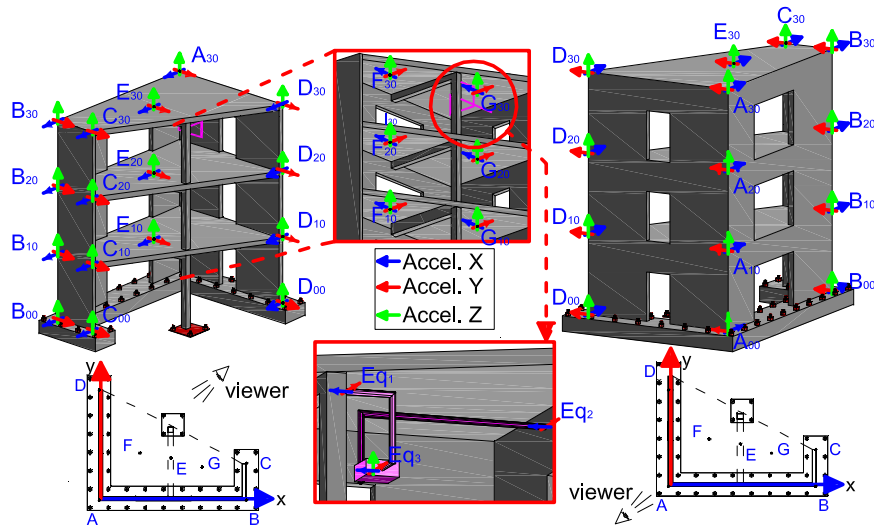 A30
B30
E30
C30
D30
B20
E20
C20
D20
B10
E10
C10
D10
B00
C00
D00
F30
G30
F20
G20
F10
G10
Accel. X
Accel. Y
Accel. Z
C30
E30
B30
D30
A30
D20
B20
A20
D10
B10
A10
D00
B00
A00
Eq1
Eq2
Eq3
y
D
viewer
F
E
G
C
x
A
B
y
D
F
E
G
C
viewer
x
A
B